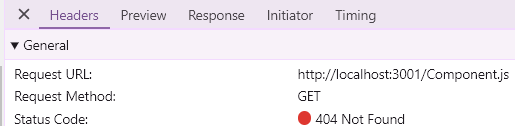 Headers Preview Response Initiator Timing
General
Request URL: http://localhost:3001/Component.js
Request Method: GET
Status Code: 404 Not Found